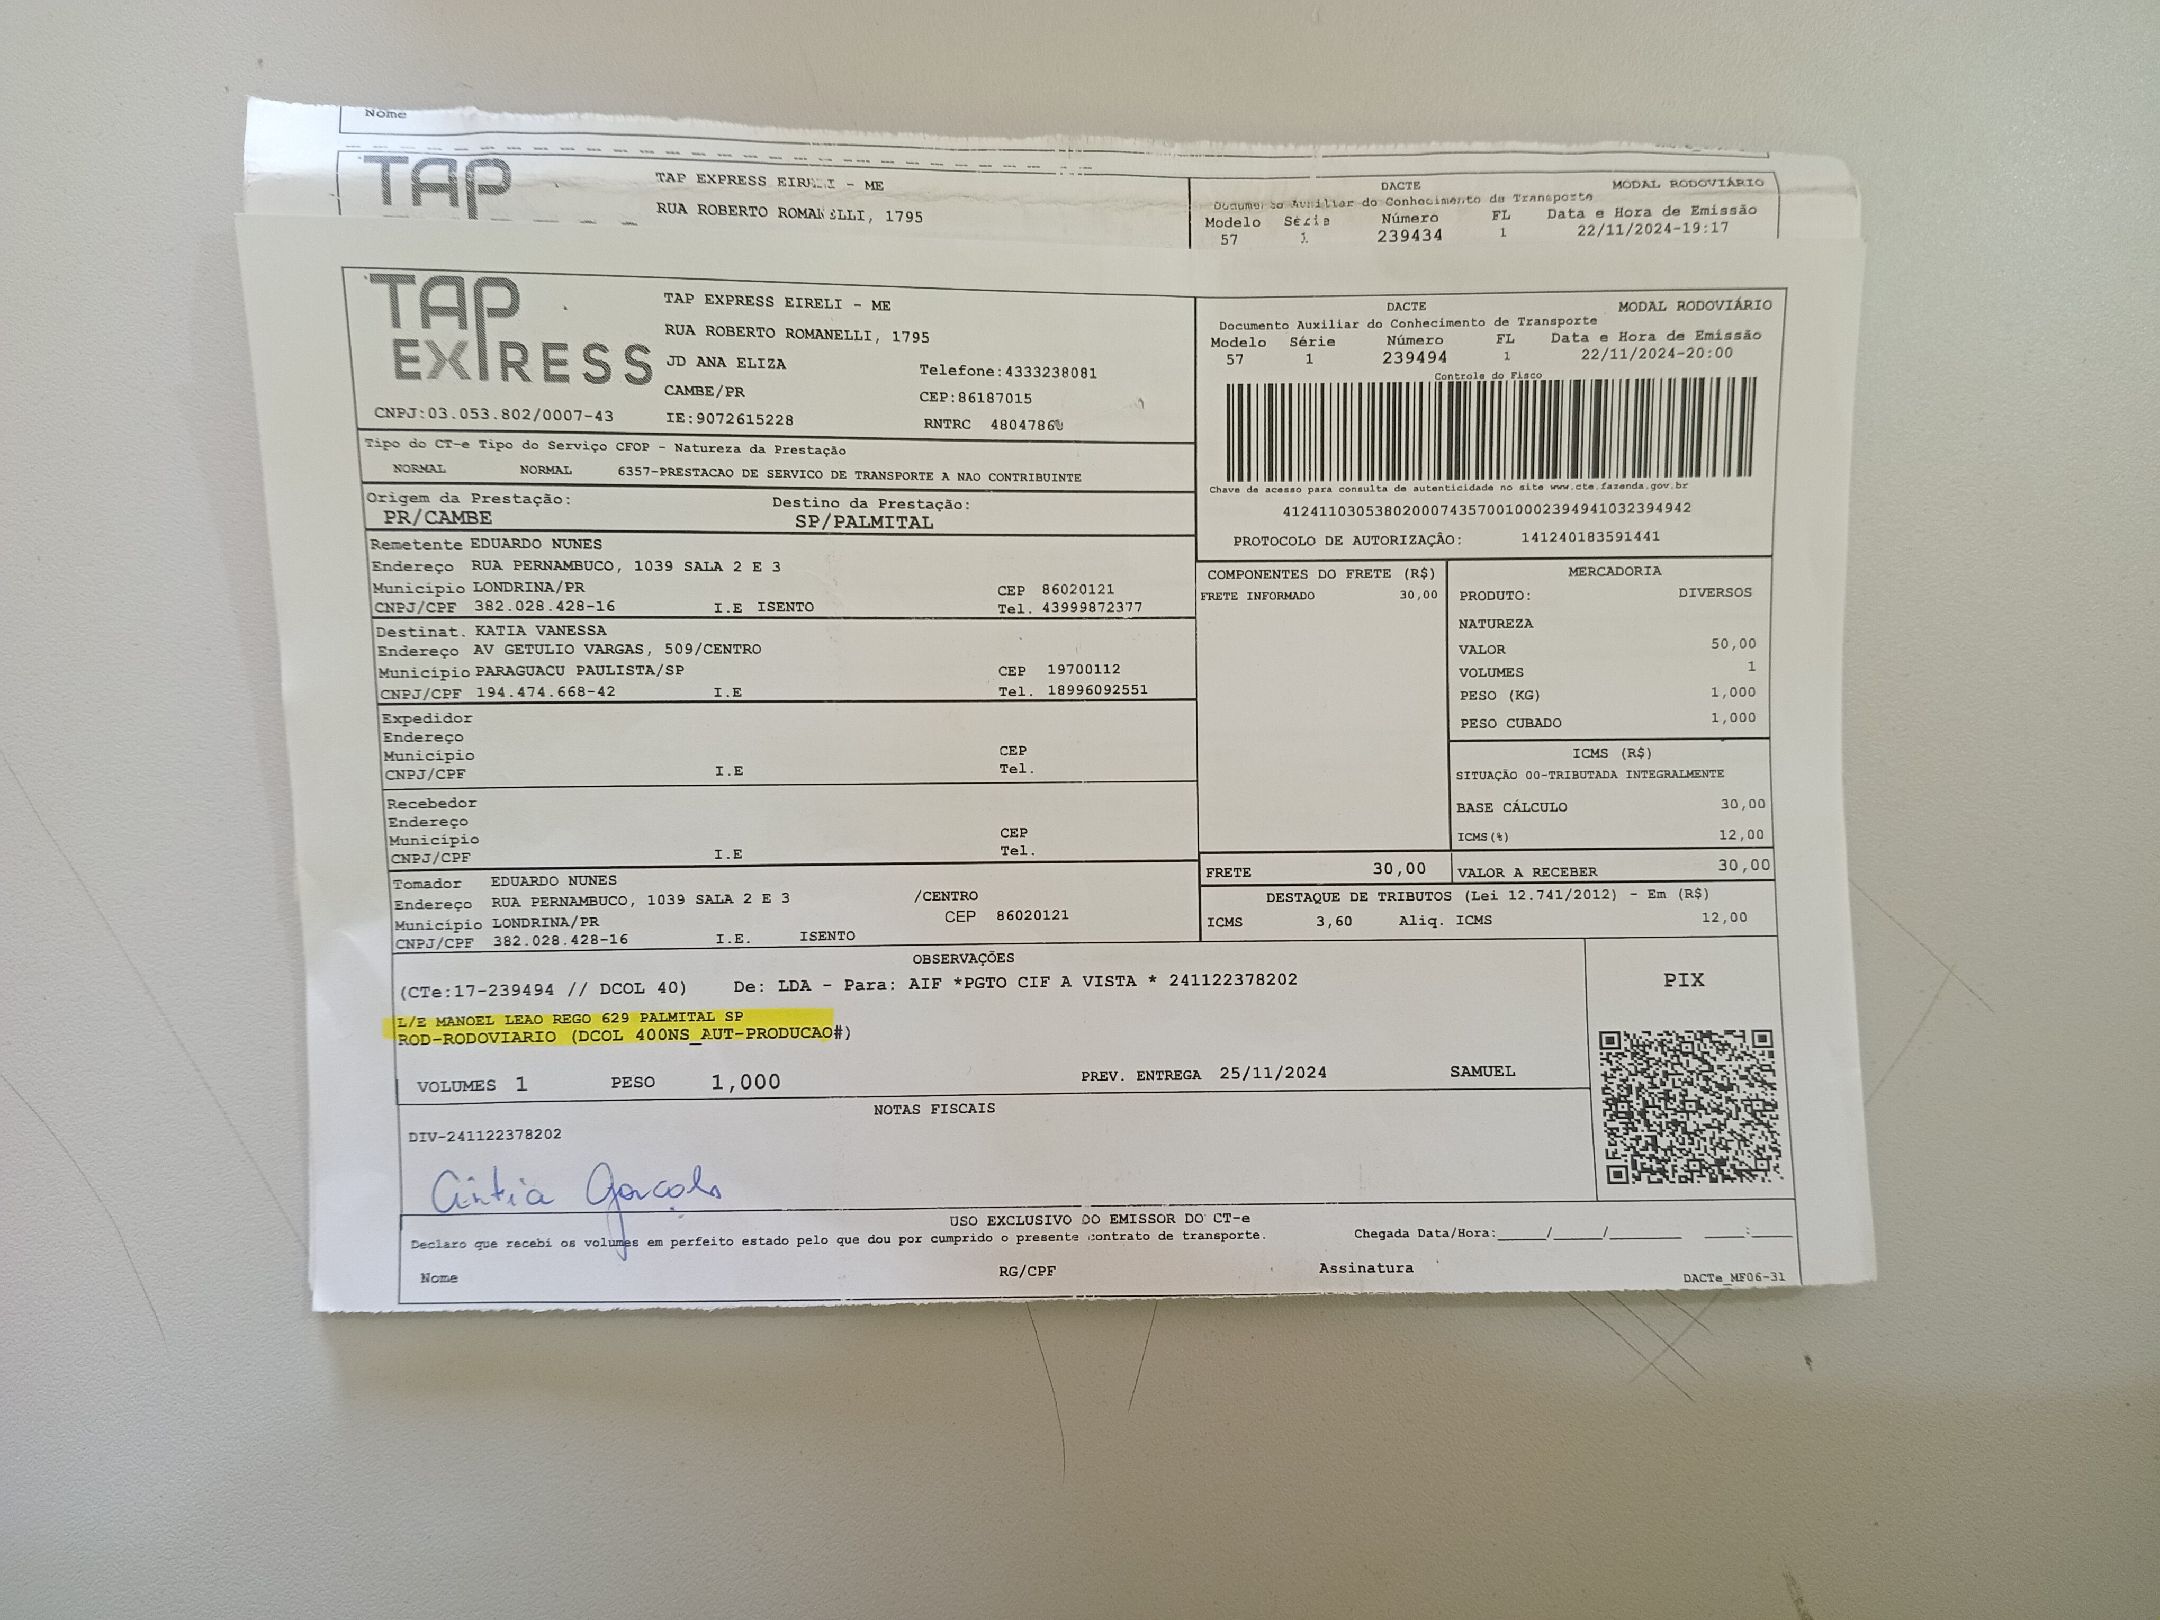 Nome
TAP
TAP EXPRESS EIRELI - ME
RUA ROBERTO ROMANELLI, 1795
DACTE MODAL RODOVIÁRIO
Documento Auxiliar do Conhecimento de Transporte
Modelo Série Número FL Data e Hora de Emissão
57 1 239434 1 22/11/2024-19:17
TAP EXPRESS
CNPJ:03.053.802/0007-43
TAP EXPRESS EIRELI - ME
RUA ROBERTO ROMANELLI, 1795
JD ANA ELIZA Telefone:4333238081
CAMBE/PR CEP:86187015
IE:9072615228 RNTRC 48047860
DACTE MODAL RODOVIÁRIO
Documento Auxiliar do Conhecimento de Transporte
Modelo Série Número FL Data e Hora de Emissão
57 1 239494 1 22/11/2024-20:00
Controle do Fisco
Chave de acesso para consulta de autenticidade no site www.cte.fazenda.gov.br
41241103053802000743570010002394941032394942
PROTOCOLO DE AUTORIZAÇÃO: 141240183591441
Tipo do CT-e Tipo do Serviço CFOP - Natureza da Prestação
NORMAL NORMAL 6357-PRESTACAO DE SERVICO DE TRANSPORTE A NAO CONTRIBUINTE
Origem da Prestação: Destino da Prestação:
PR/CAMBE SP/PALMITAL
Remetente EDUARDO NUNES
Endereço RUA PERNAMBUCO, 1039 SALA 2 E 3
Município LONDRINA/PR CEP 86020121
CNPJ/CPF 382.028.428-16 I.E ISENTO Tel. 43999872377
Destinat. KATIA VANESSA
Endereço AV GETULIO VARGAS, 509/CENTRO
Município PARAGUACU PAULISTA/SP CEP 19700112
CNPJ/CPF 194.474.668-42 I.E Tel. 18996092551
Expedidor
Endereço
Município CEP
CNPJ/CPF I.E Tel.
Recebedor
Endereço
Município CEP
CNPJ/CPF I.E Tel.
Tomador EDUARDO NUNES
Endereço RUA PERNAMBUCO, 1039 SALA 2 E 3 /CENTRO
Município LONDRINA/PR CEP 86020121
CNPJ/CPF 382.028.428-16 I.E. ISENTO
COMPONENTES DO FRETE (R$)
FRETE INFORMADO 30,00
MERCADORIA
PRODUTO: DIVERSOS
NATUREZA
VALOR 50,00
VOLUMES 1
PESO (KG) 1,000
PESO CUBADO 1,000
ICMS (R$)
SITUAÇÃO 00-TRIBUTADA INTEGRALMENTE
BASE CÁLCULO 30,00
ICMS(%) 12,00
FRETE 30,00 VALOR A RECEBER 30,00
DESTAQUE DE TRIBUTOS (Lei 12.741/2012) - Em (R$)
ICMS 3,60 Aliq. ICMS 12,00
OBSERVAÇÕES
(CTe:17-239494 // DCOL 40) De: LDA - Para: AIF *PGTO CIF A VISTA * 241122378202
L/E MANOEL LEAO REGO 629 PALMITAL SP
ROD-RODOVIARIO (DCOL 400NS_AUT-PRODUCAO#)
VOLUMES 1 PESO 1,000 PREV. ENTREGA 25/11/2024 SAMUEL
PIX
NOTAS FISCAIS
DIV-241122378202
USO EXCLUSIVO DO EMISSOR DO CT-e
Declaro que recebi os volumes em perfeito estado pelo que dou por cumprido o presente contrato de transporte. Chegada Data/Hora:____/____/______ ____:____
Nome RG/CPF Assinatura
DACTe_MF06-31